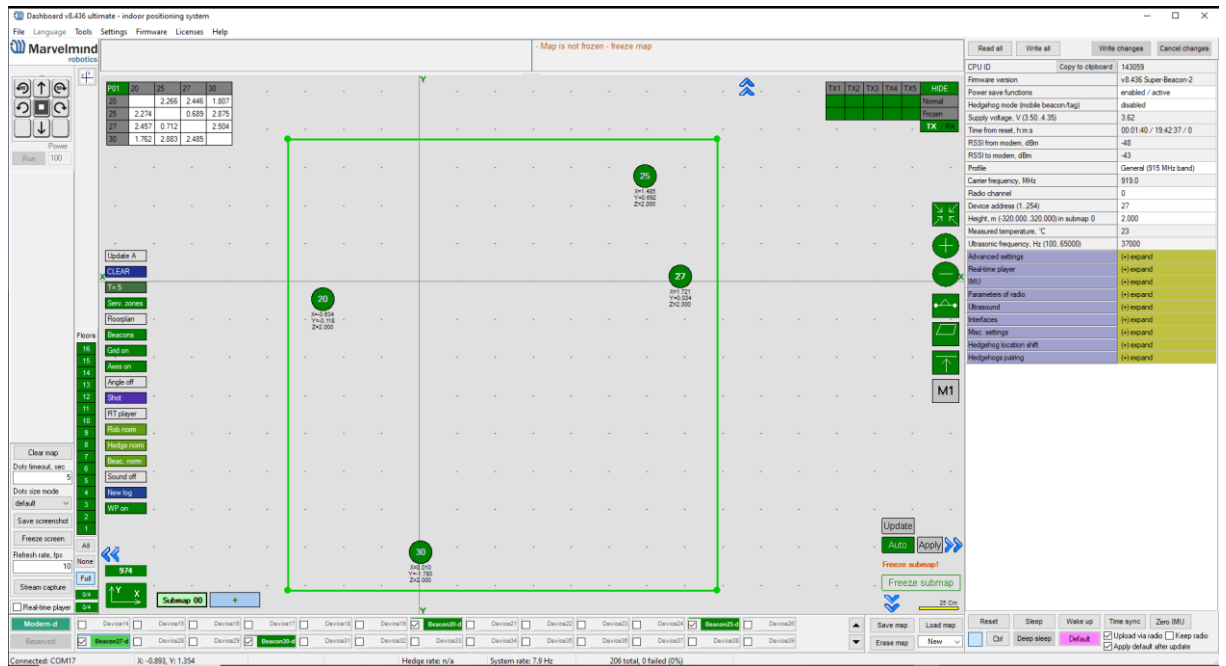 Dashboard v8.436 ultimate - indoor positioning system
File Language Tools Settings Firmware Licenses Help
Marvelmind
robotics
- Map is not frozen - freeze map
Read all Write all Write changes Cancel changes
CPU ID Copy to clipboard 143059
Firmware version v8.436 Super-Beacon-2
Power save functions enabled / active
Hedgehog mode (mobile beacon/tag) disabled
Supply voltage, V (3.50..4.35) 3.62
Time from reset, h:m:s 00:01:40 / 19:42:37 / 0
RSSI from modem, dBm -48
RSSI to modem, dBm -43
Profile General (915 MHz band)
Carrier frequency, MHz 919.0
Radio channel 0
Device address (1..254) 27
Height, m (-320.000..320.000) in submap 0 2.000
Measured temperature, °C 23
Ultrasonic frequency, Hz (100..65000) 37000
Advanced settings (+) expand
Real-time player (+) expand
IMU (+) expand
Parameters of radio (+) expand
Ultrasound (+) expand
Interfaces (+) expand
Misc. settings (+) expand
Hedgehog location shift (+) expand
Hedgehogs pairing (+) expand
Power
Run 100
P01 20 25 27 30
20 2.266 2.446 1.807
25 2.274 0.689 2.875
27 2.457 0.712 2.504
30 1.762 2.883 2.485
TX1 TX2 TX3 TX4 TX5 HIDE
Normal
Frozen
TX / RX
Y
25
X=1.485
Y=0.692
Z=2.000
X
27
X=1.721
Y=0.034
Z=2.000
X
20
X=-0.634
Y=-0.118
Z=2.000
30
X=0.010
Y=-1.760
Z=2.000
Y
M1
Update A
CLEAR
T= 5
Serv. zones
Floorplan
Beacons
Grid on
Axes on
Angle off
Shot
RT player
Rob norm
Hedge norm
Beac. norm
Sound off
New log
WP on
Floors
16
15
14
13
12
11
10
9
8
7
6
5
4
3
2
1
All
None
Full
0/4
0/4
Clear map
Dots timeout, sec
5
Dots size mode
default
Save screenshot
Freeze screen
Refresh rate, fps
10
Stream capture
Real-time player
974
Y X
Submap 00 +
Update
Auto Apply
Freeze submap!
Freeze submap
25 Cm
Modem-d Device14 Device15 Device16 Device17 Device18 Device19 Beacon20-d Device21 Device22 Device23 Device24 Beacon25-d Device26
Reserved Beacon27-d Device28 Device29 Beacon30-d Device31 Device32 Device33 Device34 Device35 Device36 Device37 Device38 Device39
Save map Load map
Erase map New
Reset Sleep Wake up Time sync Zero IMU
Ctrl Deep sleep Default Upload via radio Keep radio
Apply default after update
Connected: COM17 X: -0.893, Y: 1.354 Hedge rate: n/a System rate: 7.9 Hz 206 total, 0 failed (0%)